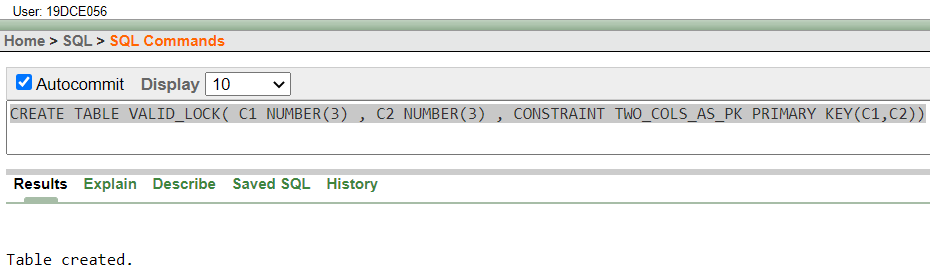 User: 19DCE056
Home > SQL > SQL Commands
Autocommit Display 10
CREATE TABLE VALID_LOCK( C1 NUMBER(3) , C2 NUMBER(3) , CONSTRAINT TWO_COLS_AS_PK PRIMARY KEY(C1,C2))
Results Explain Describe Saved SQL History
Table created.